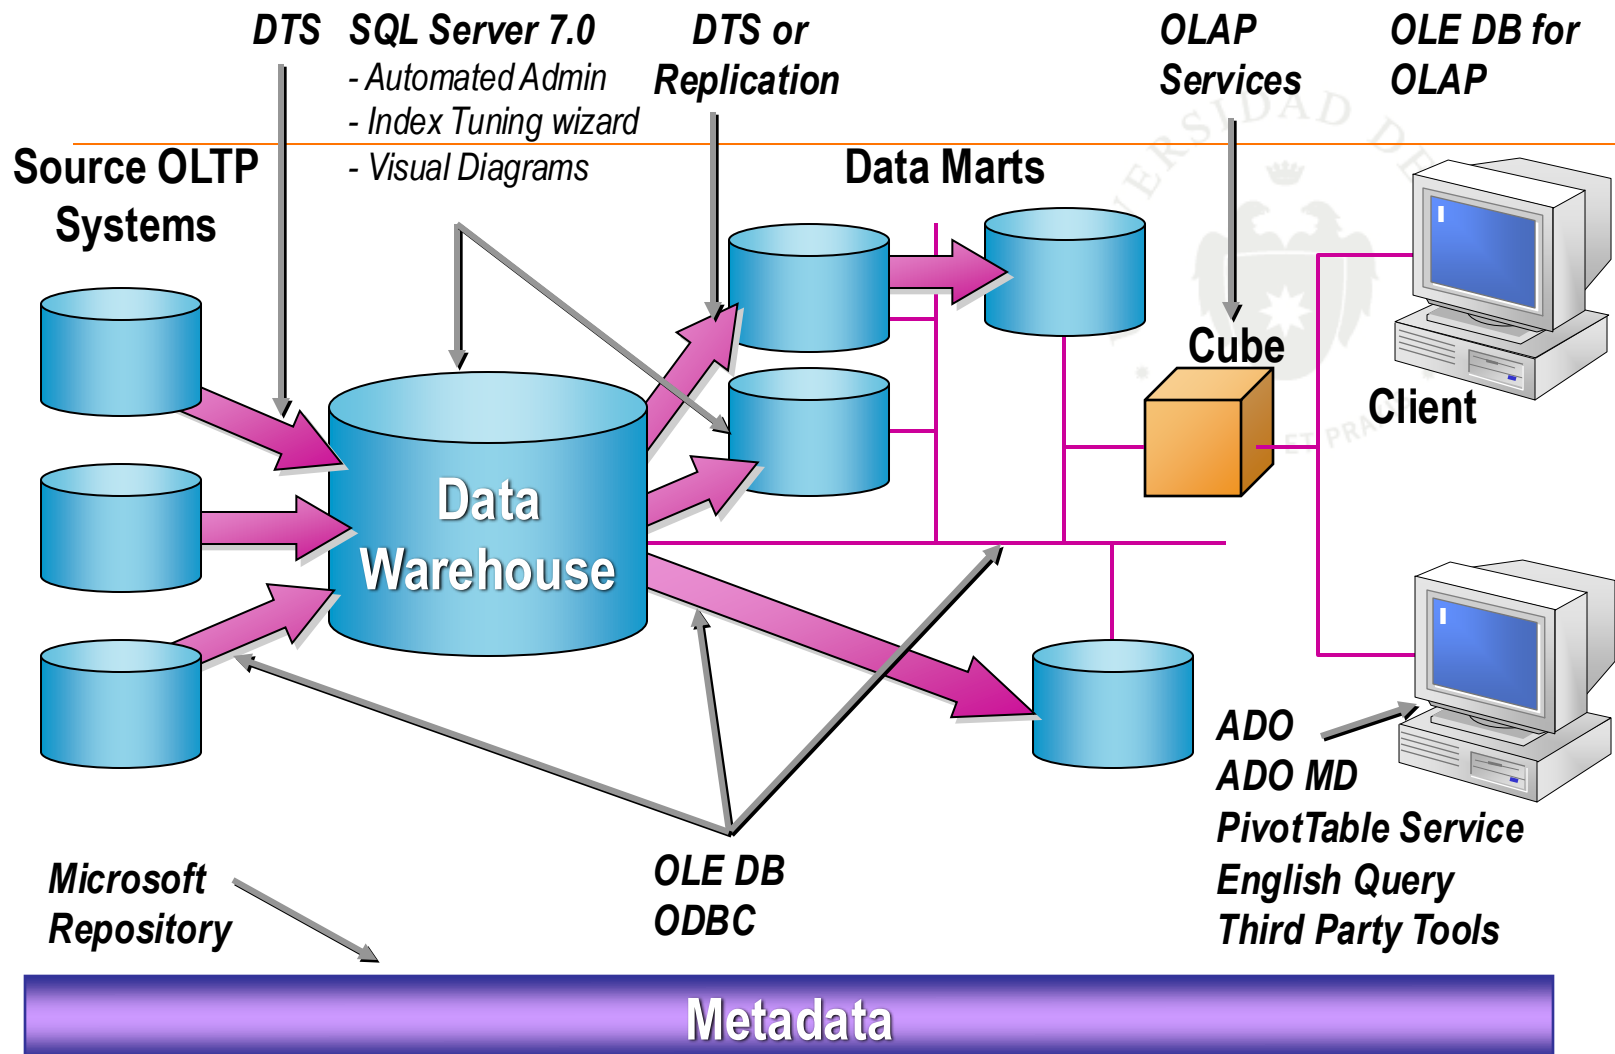 DTS
SQL Server 7.0
- Automated Admin
- Index Tuning wizard
- Visual Diagrams
DTS or
Replication
OLAP
Services
OLE DB for
OLAP
Source OLTP
Systems
Data Marts
Cube
Client
Data
Warehouse
ADO
ADO MD
PivotTable Service
English Query
Third Party Tools
OLE DB
ODBC
Microsoft
Repository
Metadata